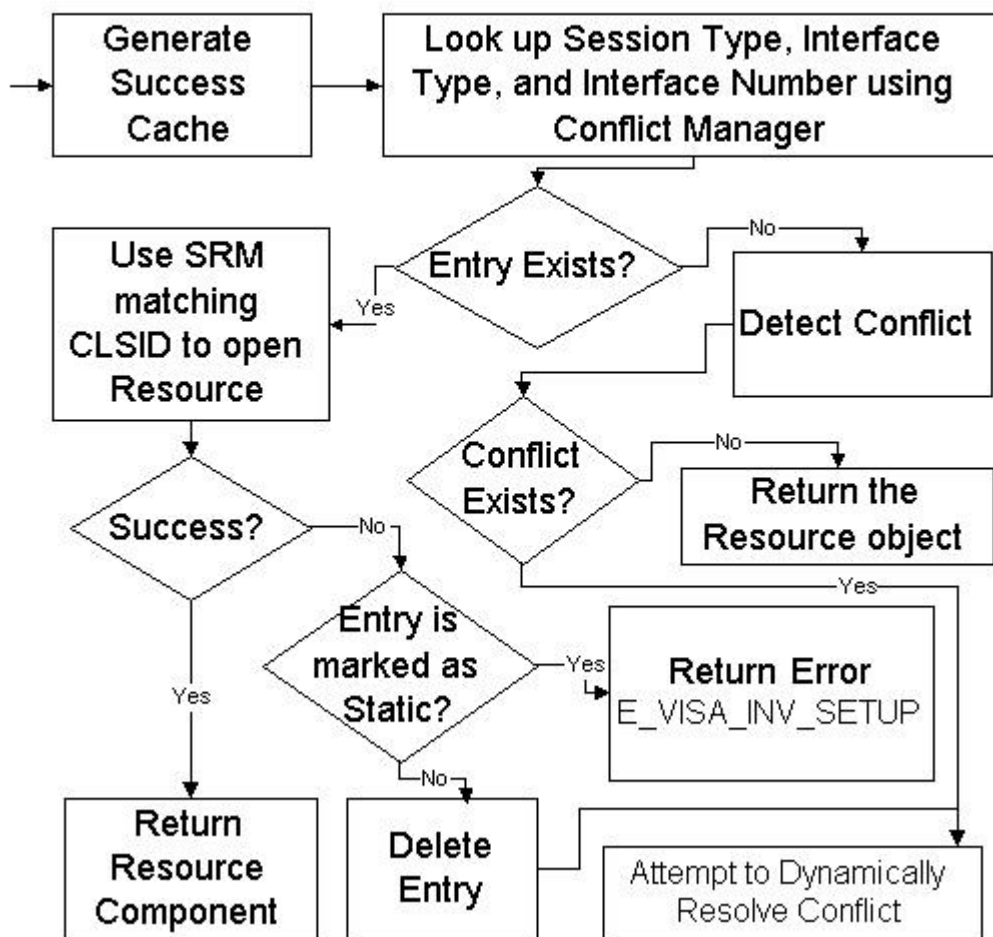 Generate
Success
Cache
Look up Session Type, Interface
Type, and Interface Number using
Conflict Manager
Entry Exists?
No
Yes
Use SRM
matching
CLSID to open
Resource
Detect Conflict
Conflict
Exists?
No
Return the
Resource object
Yes
Success?
No
Yes
Entry is
marked as
Static?
Yes
Return Error
E_VISA_INV_SETUP
No
Return
Resource
Component
Delete
Entry
Attempt to Dynamically
Resolve Conflict